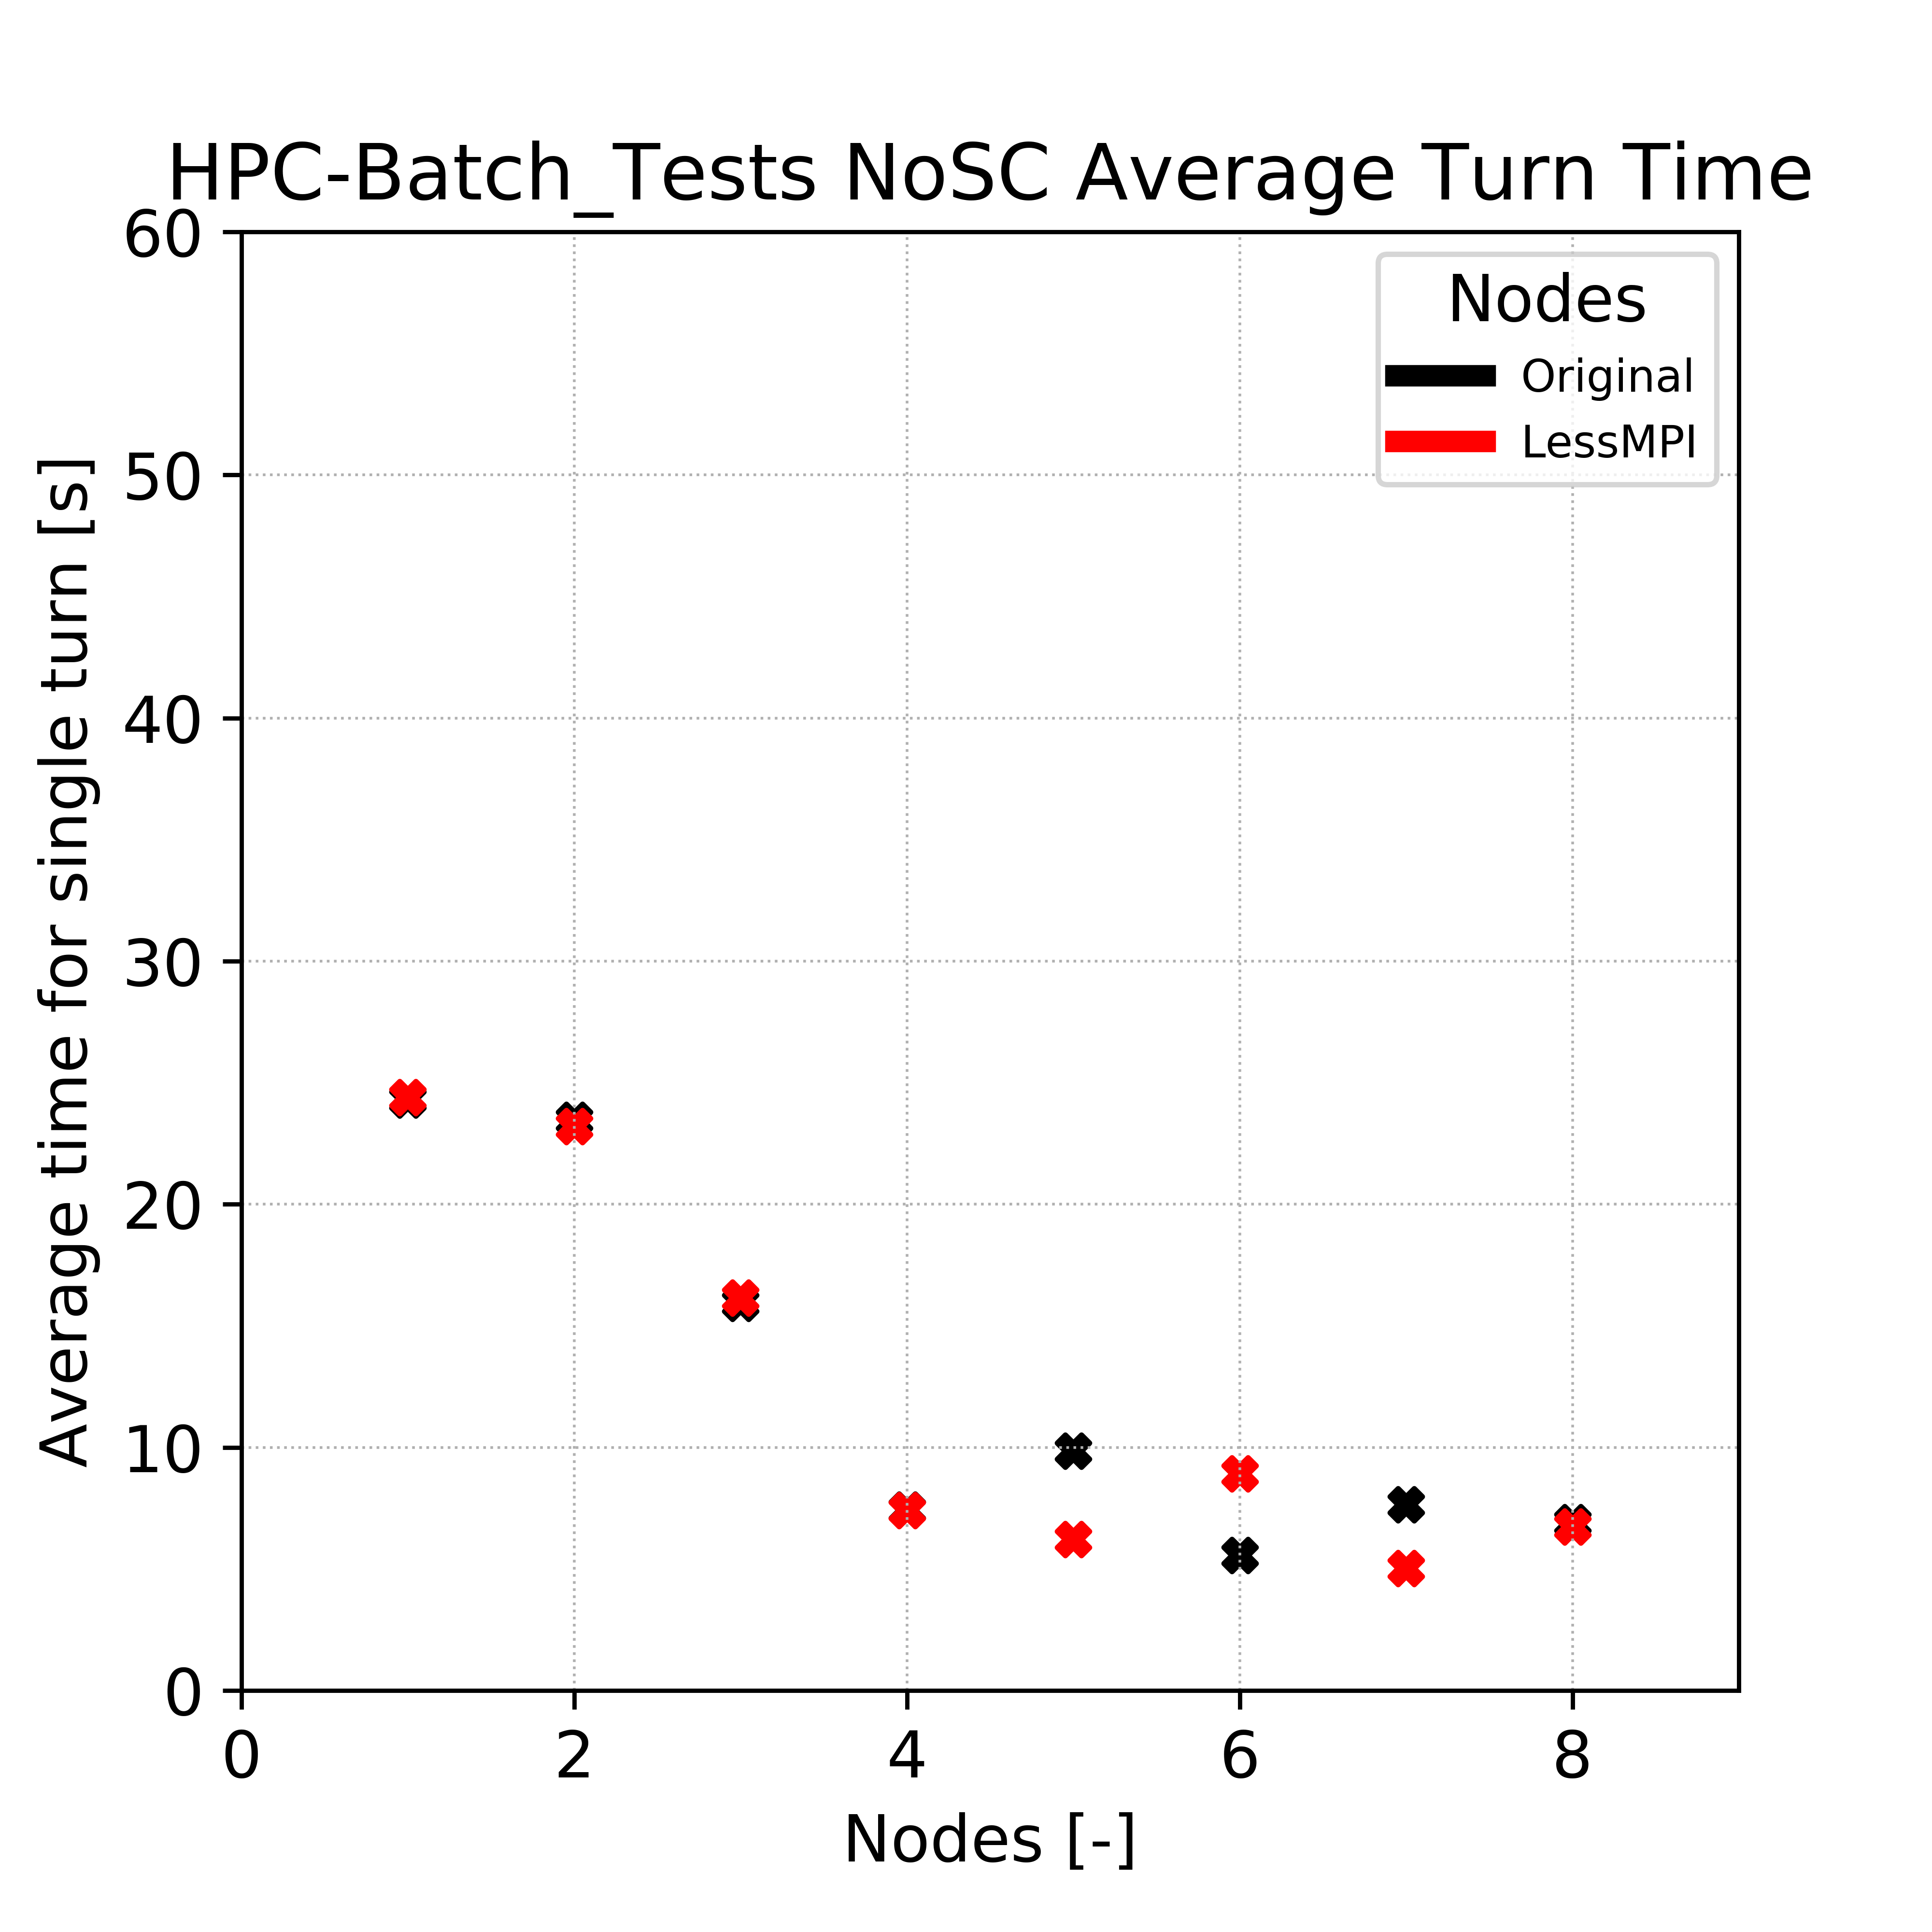 HPC-Batch_Tests NoSC Average Turn Time
60
50
40
30
20
10
0
Average time for single turn [s]
Nodes
Original
LessMPI
0 2 4 6 8
Nodes [-]